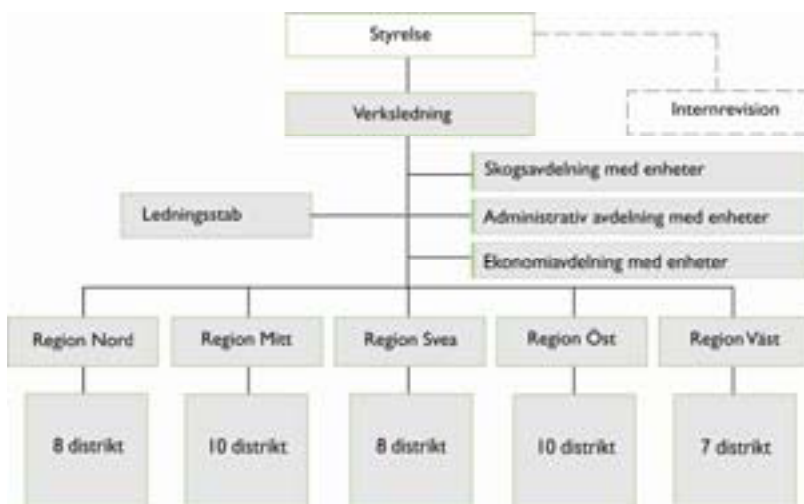 Styrelse
Internrevision
Verksledning
Skogsavdelning med enheter
Ledningsstab
Administrativ avdelning med enheter
Ekonomiavdelning med enheter
Region Nord
Region Mitt
Region Svea
Region Öst
Region Väst
8 distrikt
10 distrikt
8 distrikt
10 distrikt
7 distrikt